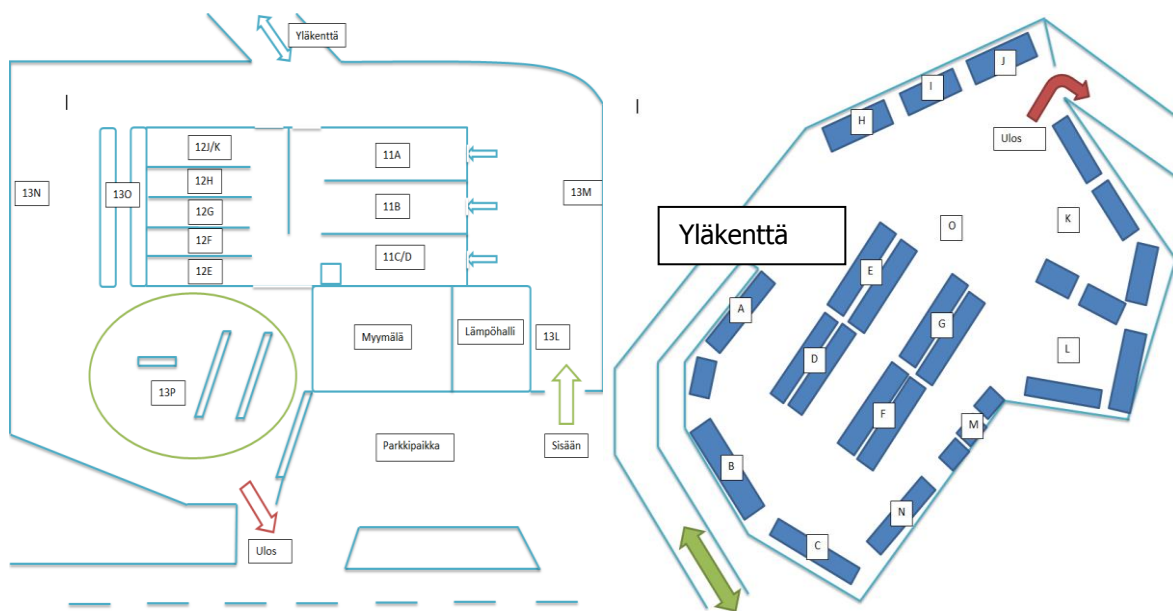 Yläkenttä
|
12J/K
12H
12G
12F
12E
11A
11B
11C/D
13N
13O
13M
Myymälä
Lämpöhalli
13L
13P
Parkkipaikka
Sisään
Ulos
|
J
I
H
Ulos
K
O
Yläkenttä
E
A
G
D
L
F
M
B
N
C